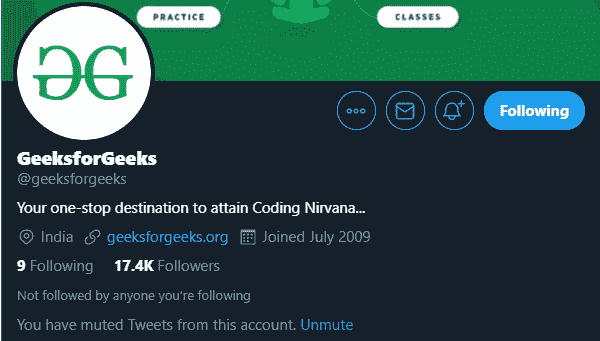 PRACTICE
CLASSES
GG
Following
GeeksforGeeks
@geeksforgeeks
Your one-stop destination to attain Coding Nirvana...
India geeksforgeeks.org Joined July 2009
9 Following 17.4K Followers
Not followed by anyone you're following
You have muted Tweets from this account. Unmute